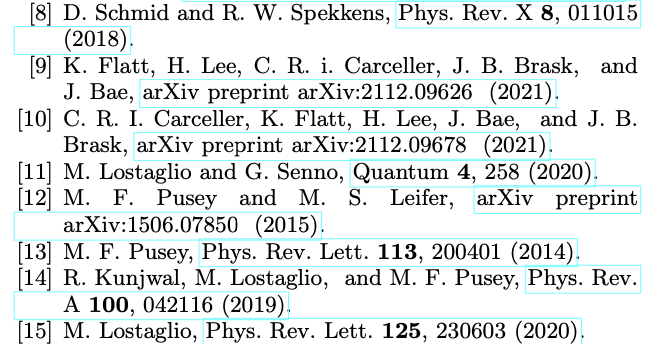 [8] D. Schmid and R. W. Spekkens, Phys. Rev. X 8, 011015
(2018).
[9] K. Flatt, H. Lee, C. R. i. Carceller, J. B. Brask, and
J. Bae, arXiv preprint arXiv:2112.09626 (2021).
[10] C. R. I. Carceller, K. Flatt, H. Lee, J. Bae, and J. B.
Brask, arXiv preprint arXiv:2112.09678 (2021).
[11] M. Lostaglio and G. Senno, Quantum 4, 258 (2020).
[12] M. F. Pusey and M. S. Leifer, arXiv preprint
arXiv:1506.07850 (2015).
[13] M. F. Pusey, Phys. Rev. Lett. 113, 200401 (2014).
[14] R. Kunjwal, M. Lostaglio, and M. F. Pusey, Phys. Rev.
A 100, 042116 (2019).
[15] M. Lostaglio, Phys. Rev. Lett. 125, 230603 (2020).